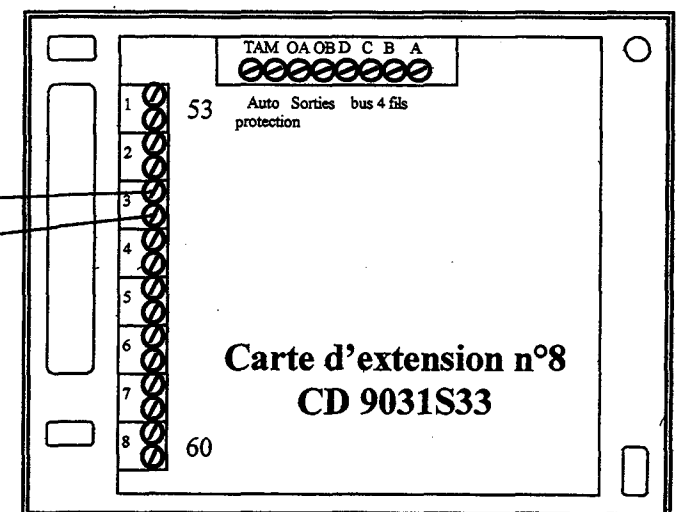 TAM OA OB D C B A
Auto Sorties bus 4 fils
protection
1
53
2
3
4
5
6
7
8
60
Carte d'extension n°8
CD 9031S33